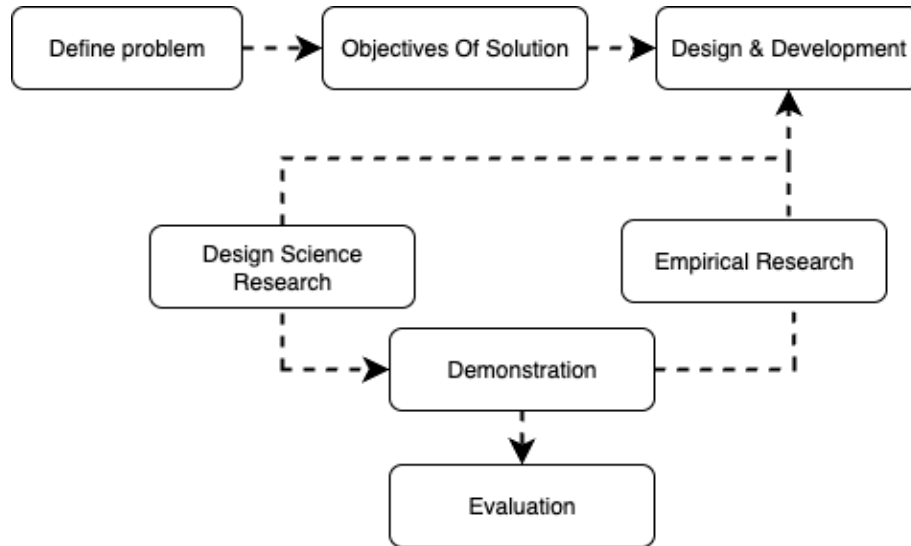 Define problem
Objectives Of Solution
Design & Development
Design Science
Research
Empirical Research
Demonstration
Evaluation